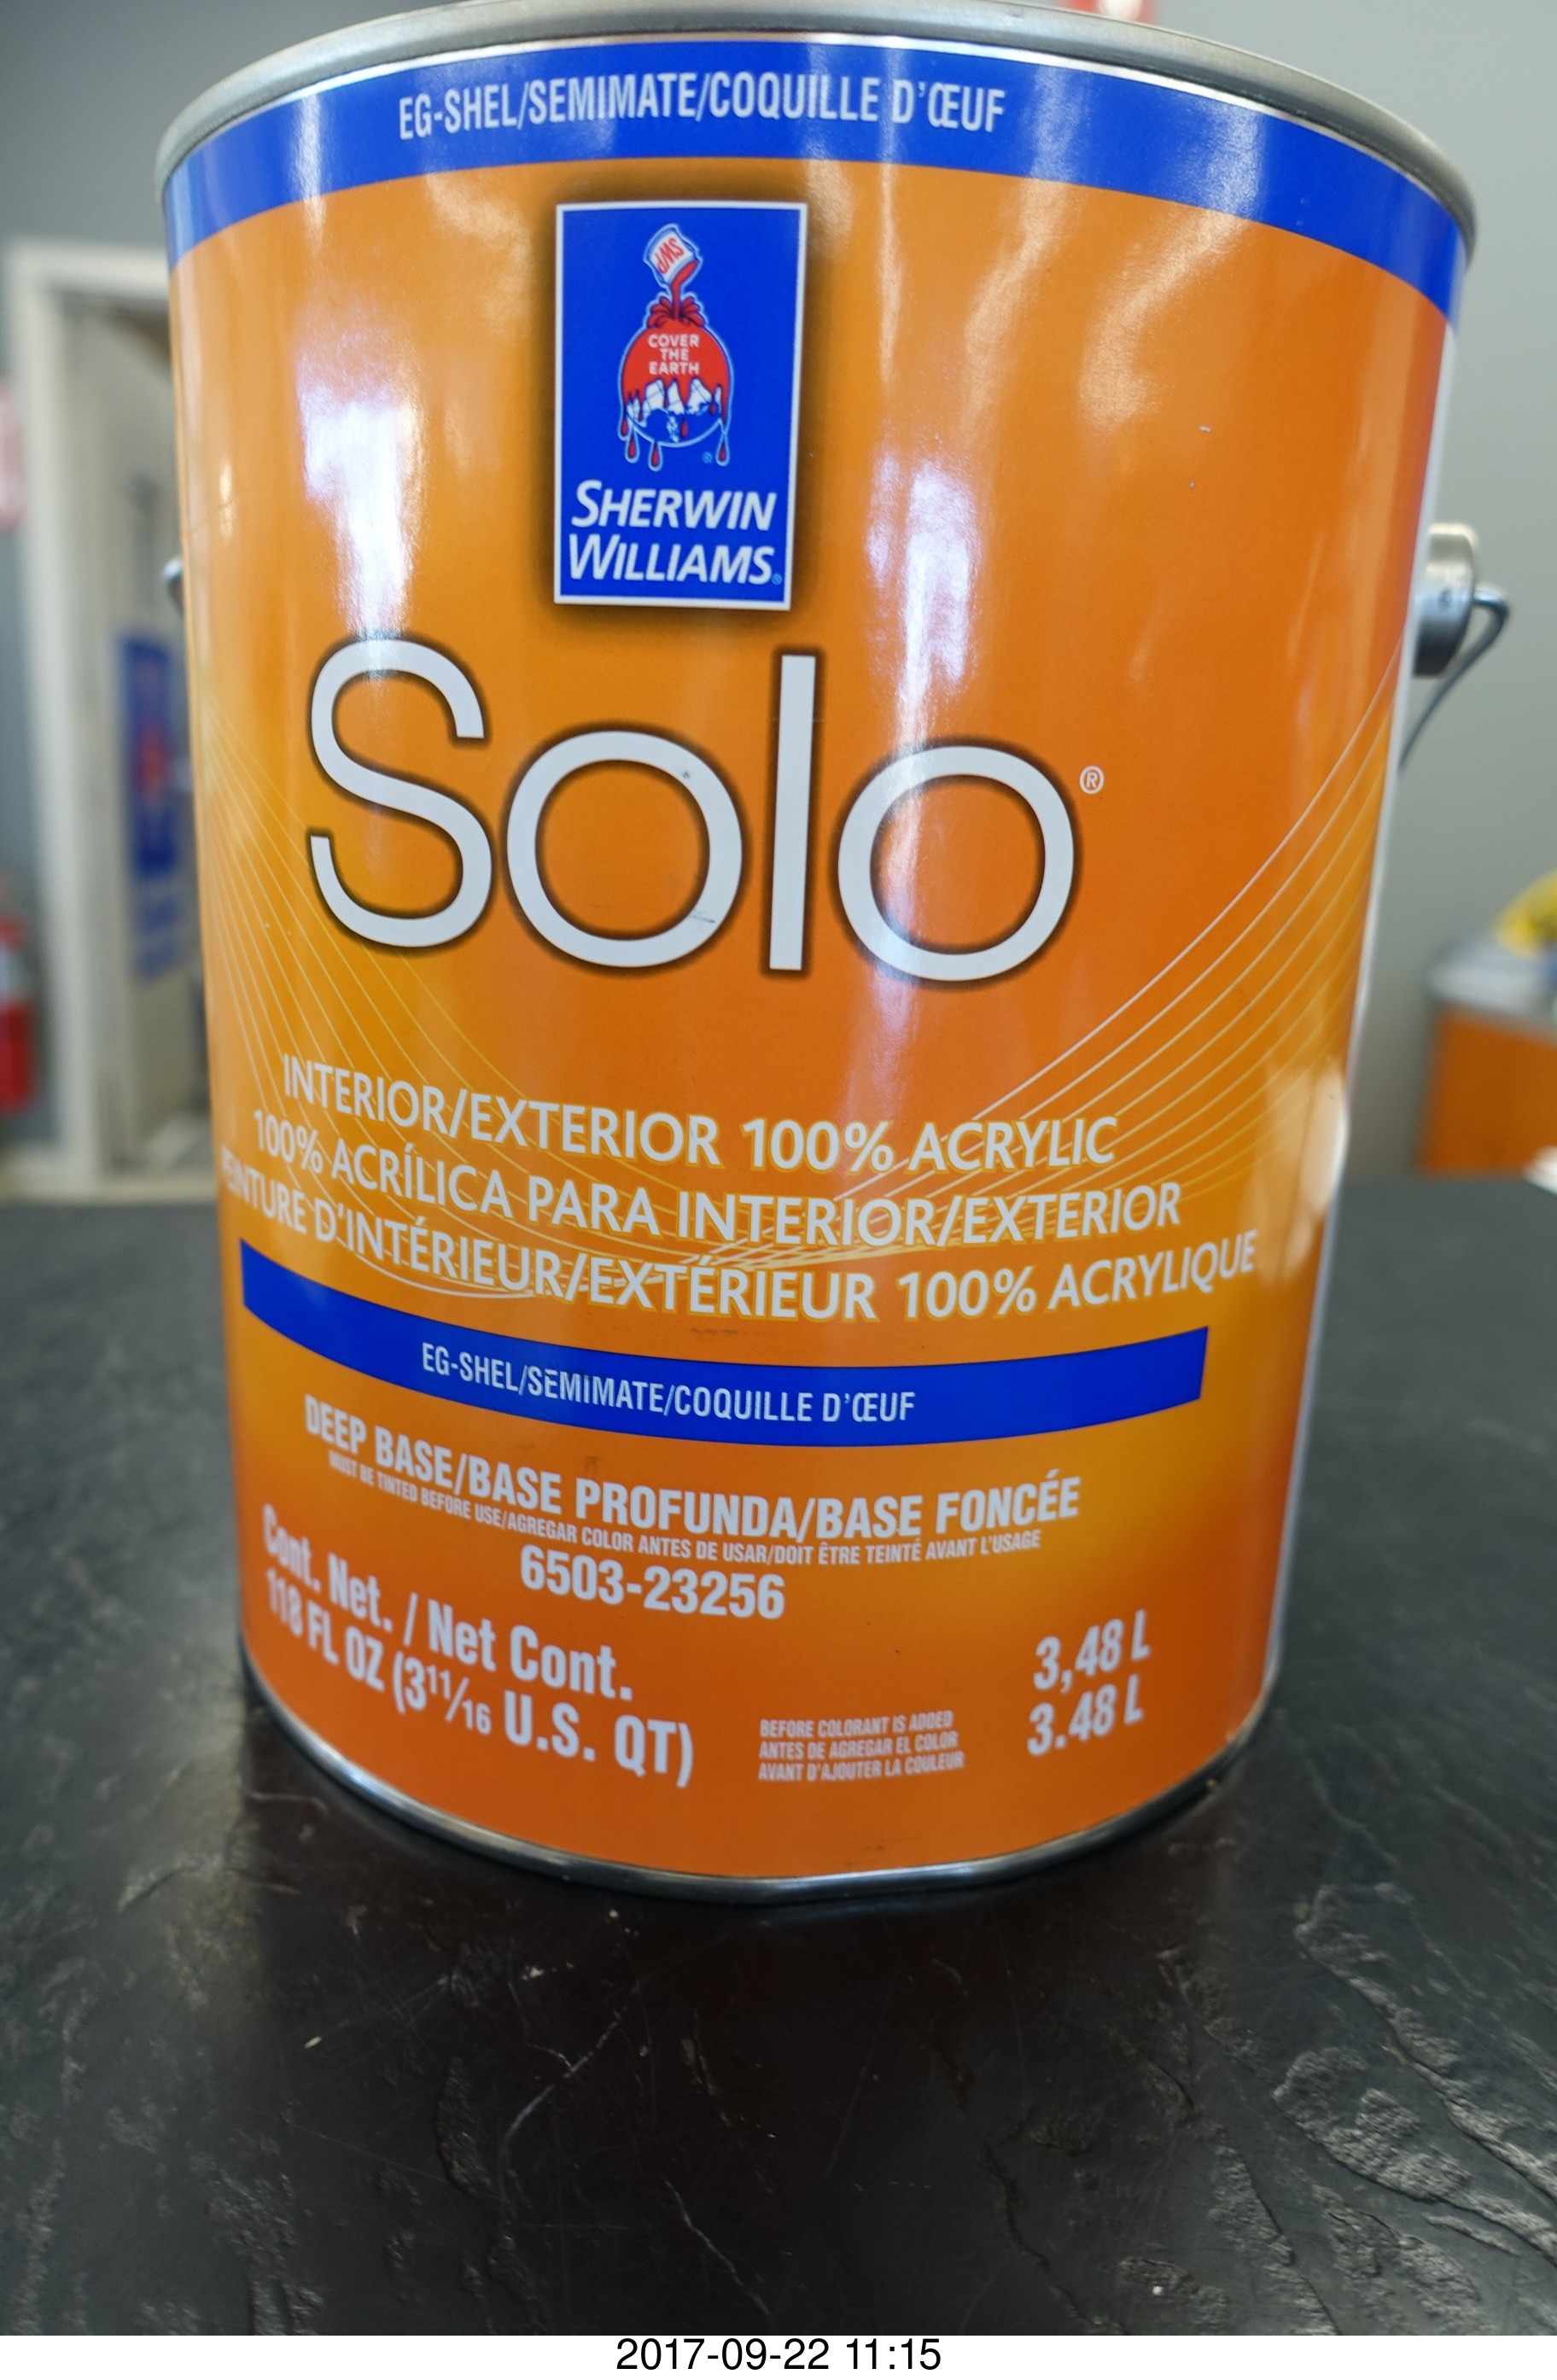 EG-SHEL/SEMIMATE/COQUILLE D'ŒUF
SWP
COVER
THE
EARTH
SHERWIN
WILLIAMS®
Solo®
INTERIOR/EXTERIOR 100% ACRYLIC
100% ACRÍLICA PARA INTERIOR/EXTERIOR
D'INTÉRIEUR/EXTÉRIEUR 100% ACRYLIQUE
EG-SHEL/SEMIMATE/COQUILLE D'ŒUF
DEEP BASE/BASE PROFUNDA/BASE FONCÉE
MUST BE TINTED BEFORE USE/AGREGAR COLOR ANTES DE USAR/DOIT ÊTRE TEINTÉ AVANT L'USAGE
6503-23256
Cont. Net. / Net Cont.
118 FL OZ (3 11/16 U.S. QT)
BEFORE COLORANT IS ADDED
ANTES DE AGREGAR EL COLOR
AVANT D'AJOUTER LA COULEUR
3,48 L
3.48 L
2017-09-22 11:15